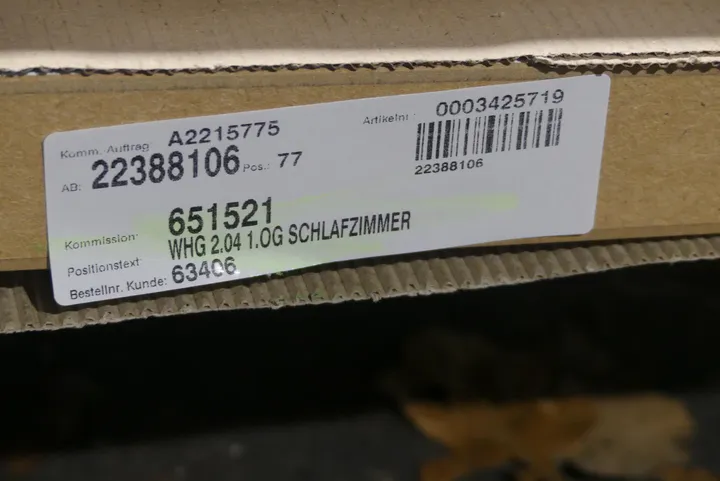 Komm. Auftrag A2215775
Artikelnr.: 0003425719
AB: 22388106 Pos.: 77
22388106
Kommission: 651521
Positionstext: WHG 2.04 1.OG SCHLAFZIMMER
Bestellnr. Kunde: 63406